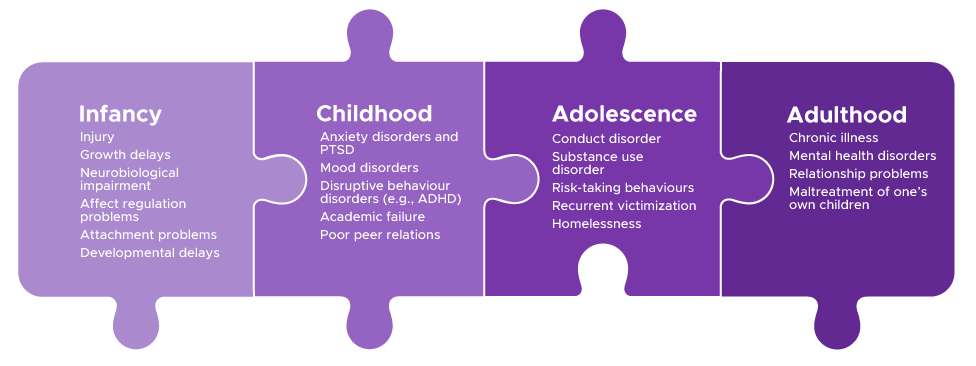 Infancy
Injury
Growth delays
Neurobiological
impairment
Affect regulation
problems
Attachment problems
Developmental delays
Childhood
Anxiety disorders and
PTSD
Mood disorders
Disruptive behaviour
disorders (e.g., ADHD)
Academic failure
Poor peer relations
Adolescence
Conduct disorder
Substance use
disorder
Risk-taking behaviours
Recurrent victimization
Homelessness
Adulthood
Chronic illness
Mental health disorders
Relationship problems
Maltreatment of one's
own children